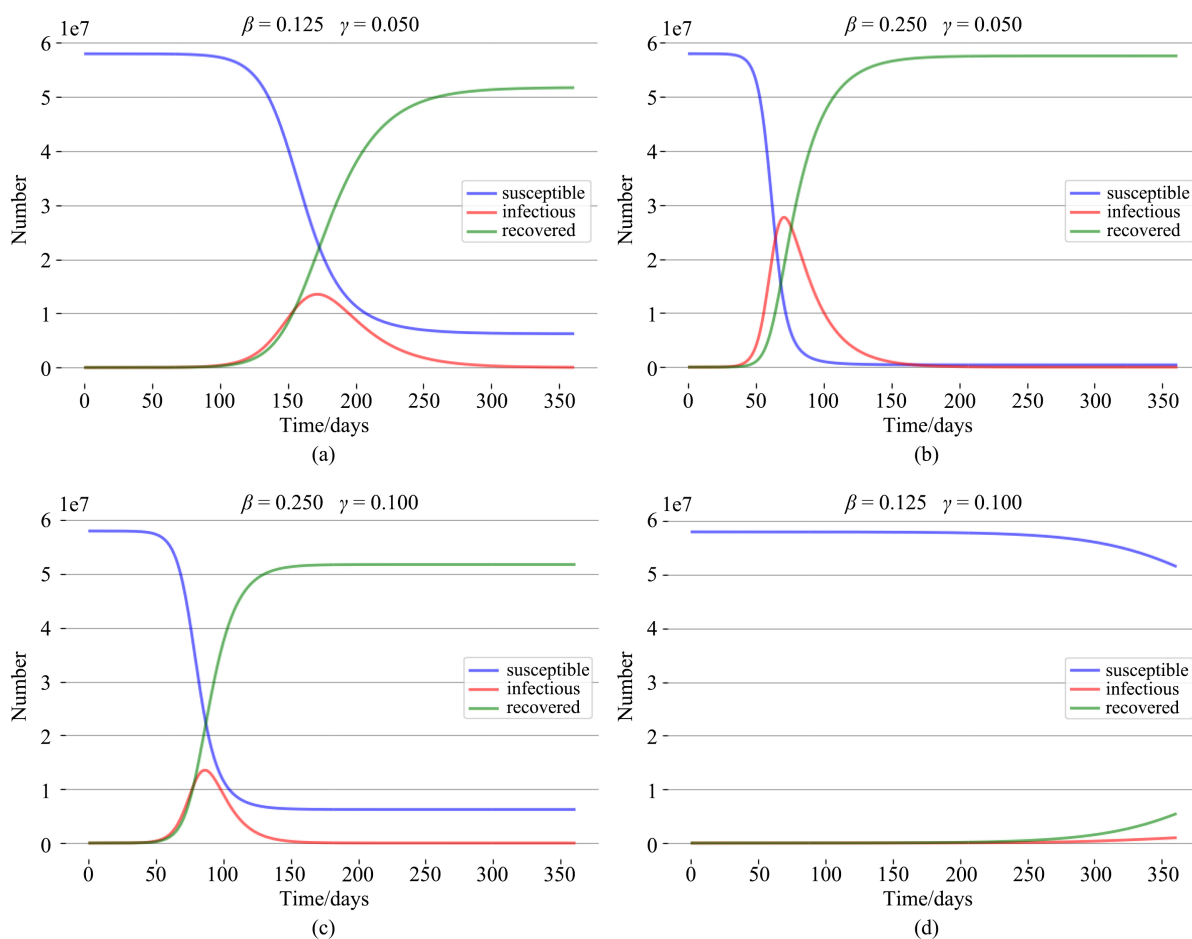 1e7
β = 0.125 γ = 0.050
6
5
4
3
2
1
0
Number
susceptible
infectious
recovered
0 50 100 150 200 250 300 350
Time/days
(a)
1e7
β = 0.250 γ = 0.050
6
5
4
3
2
1
0
Number
susceptible
infectious
recovered
0 50 100 150 200 250 300 350
Time/days
(b)
1e7
β = 0.250 γ = 0.100
6
5
4
3
2
1
0
Number
susceptible
infectious
recovered
0 50 100 150 200 250 300 350
Time/days
(c)
1e7
β = 0.125 γ = 0.100
6
5
4
3
2
1
0
Number
susceptible
infectious
recovered
0 50 100 150 200 250 300 350
Time/days
(d)